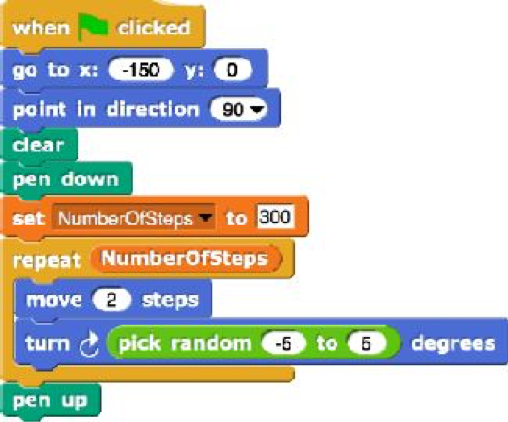 when clicked
go to x: -150 y: 0
point in direction 90
clear
pen down
set NumberOfSteps to 300
repeat NumberOfSteps
move 2 steps
turn pick random -5 to 5 degrees
pen up